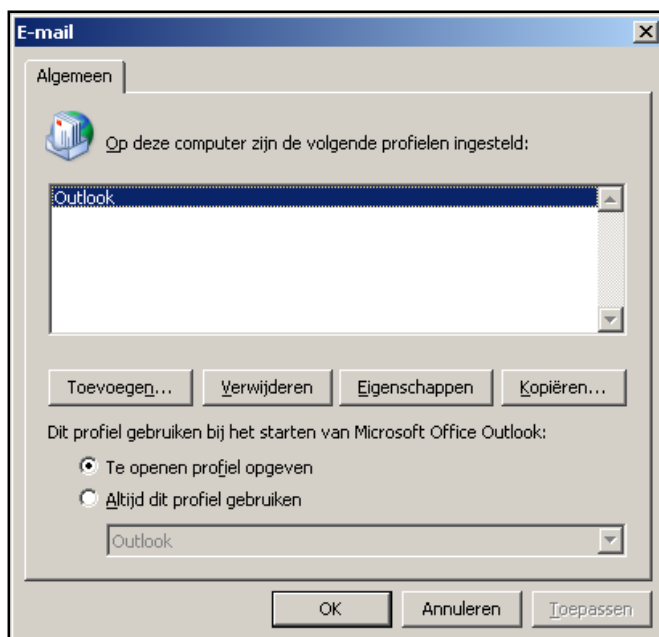 E-mail
Algemeen
Op deze computer zijn de volgende profielen ingesteld:
Outlook
Toevoegen... Verwijderen Eigenschappen Kopiëren...
Dit profiel gebruiken bij het starten van Microsoft Office Outlook:
Te openen profiel opgeven
Altijd dit profiel gebruiken
Outlook
OK Annuleren Toepassen